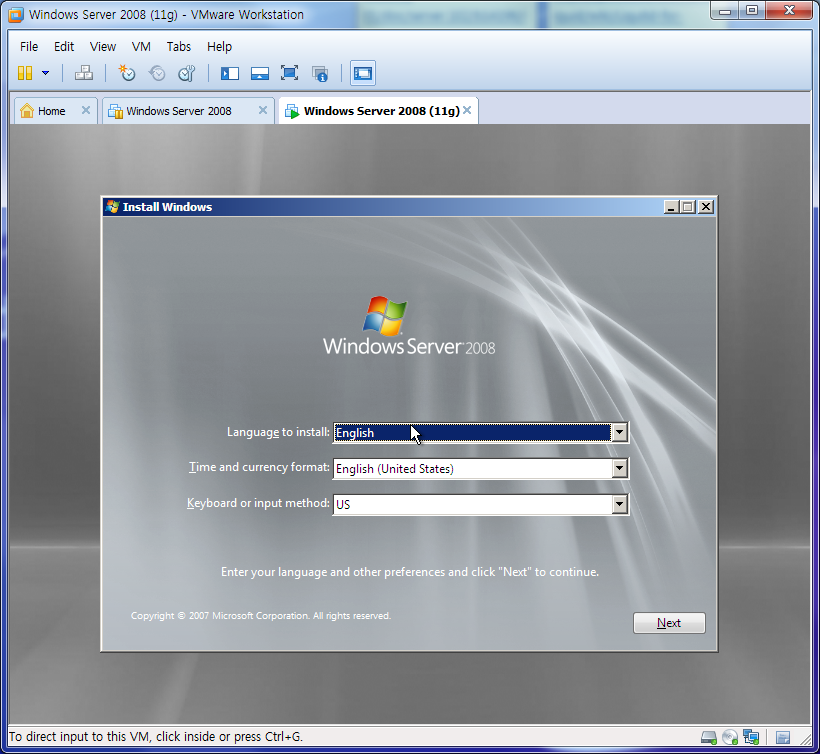 Windows Server 2008 (11g) - VMware Workstation
File Edit View VM Tabs Help
Home Windows Server 2008 Windows Server 2008 (11g)
Install Windows
Windows Server 2008
Language to install: English
Time and currency format: English (United States)
Keyboard or input method: US
Enter your language and other preferences and click "Next" to continue.
Copyright © 2007 Microsoft Corporation. All rights reserved.
Next
To direct input to this VM, click inside or press Ctrl+G.